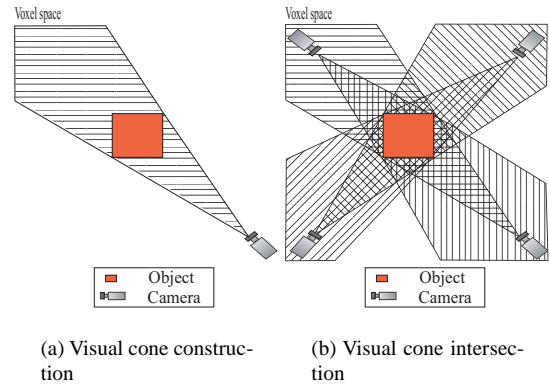 Voxel space
Voxel space
Object
Camera
Object
Camera
(a) Visual cone construc-
tion
(b) Visual cone intersec-
tion